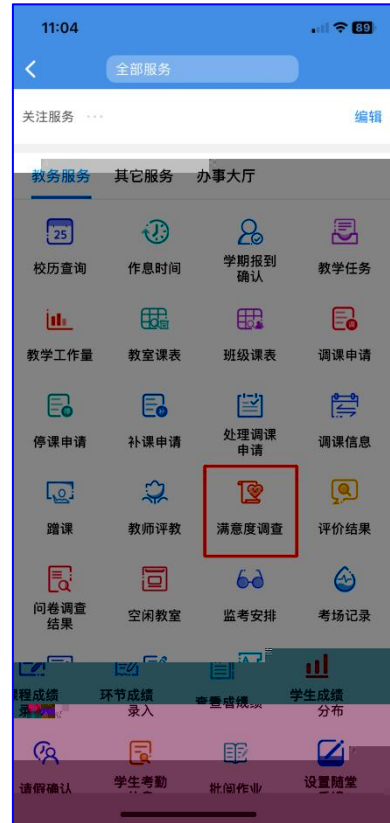 11:04
89
全部服务
关注服务 ···
编辑
教务服务 其它服务 办事大厅
25
校历查询 作息时间 学期报到 教学任务
确认
教学工作量 教室课表 班级课表 调课申请
停课申请 补课申请 处理调课 调课信息
申请
蹭课 教师评教 满意度调查 评价结果
问卷调查 空闲教室 监考安排 考场记录
结果
课程成绩 环节成绩 学生成绩
录 录入 分布
请假确认 学生考勤 批阅作业 设置随堂